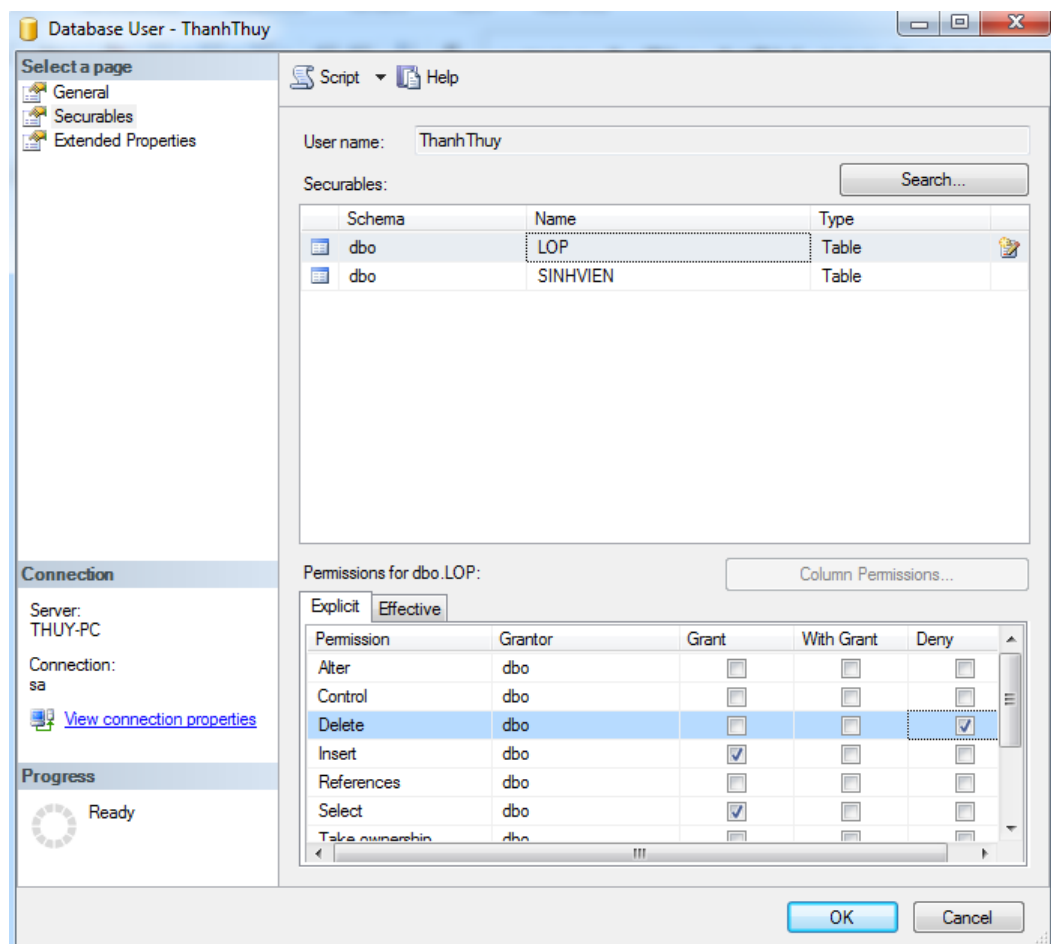 Database User - ThanhThuy
Select a page
General
Securables
Extended Properties
Script Help
User name: ThanhThuy
Securables: Search...
Schema Name Type
dbo LOP Table
dbo SINHVIEN Table
Connection
Server:
THUY-PC
Connection:
sa
View connection properties
Progress
Ready
Permissions for dbo.LOP: Column Permissions...
Explicit Effective
Permission Grantor Grant With Grant Deny
Alter dbo
Control dbo
Delete dbo
Insert dbo
References dbo
Select dbo
Take ownership dbo
OK Cancel